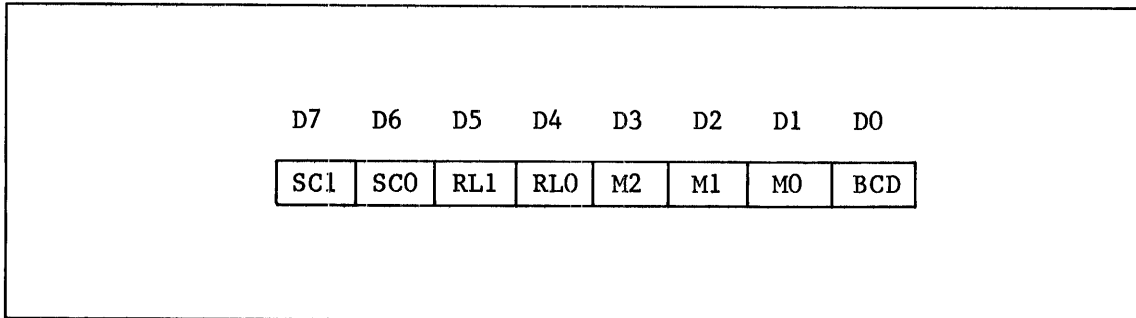 D7 D6 D5 D4 D3 D2 D1 D0
SC1 SC0 RL1 RL0 M2 M1 M0 BCD